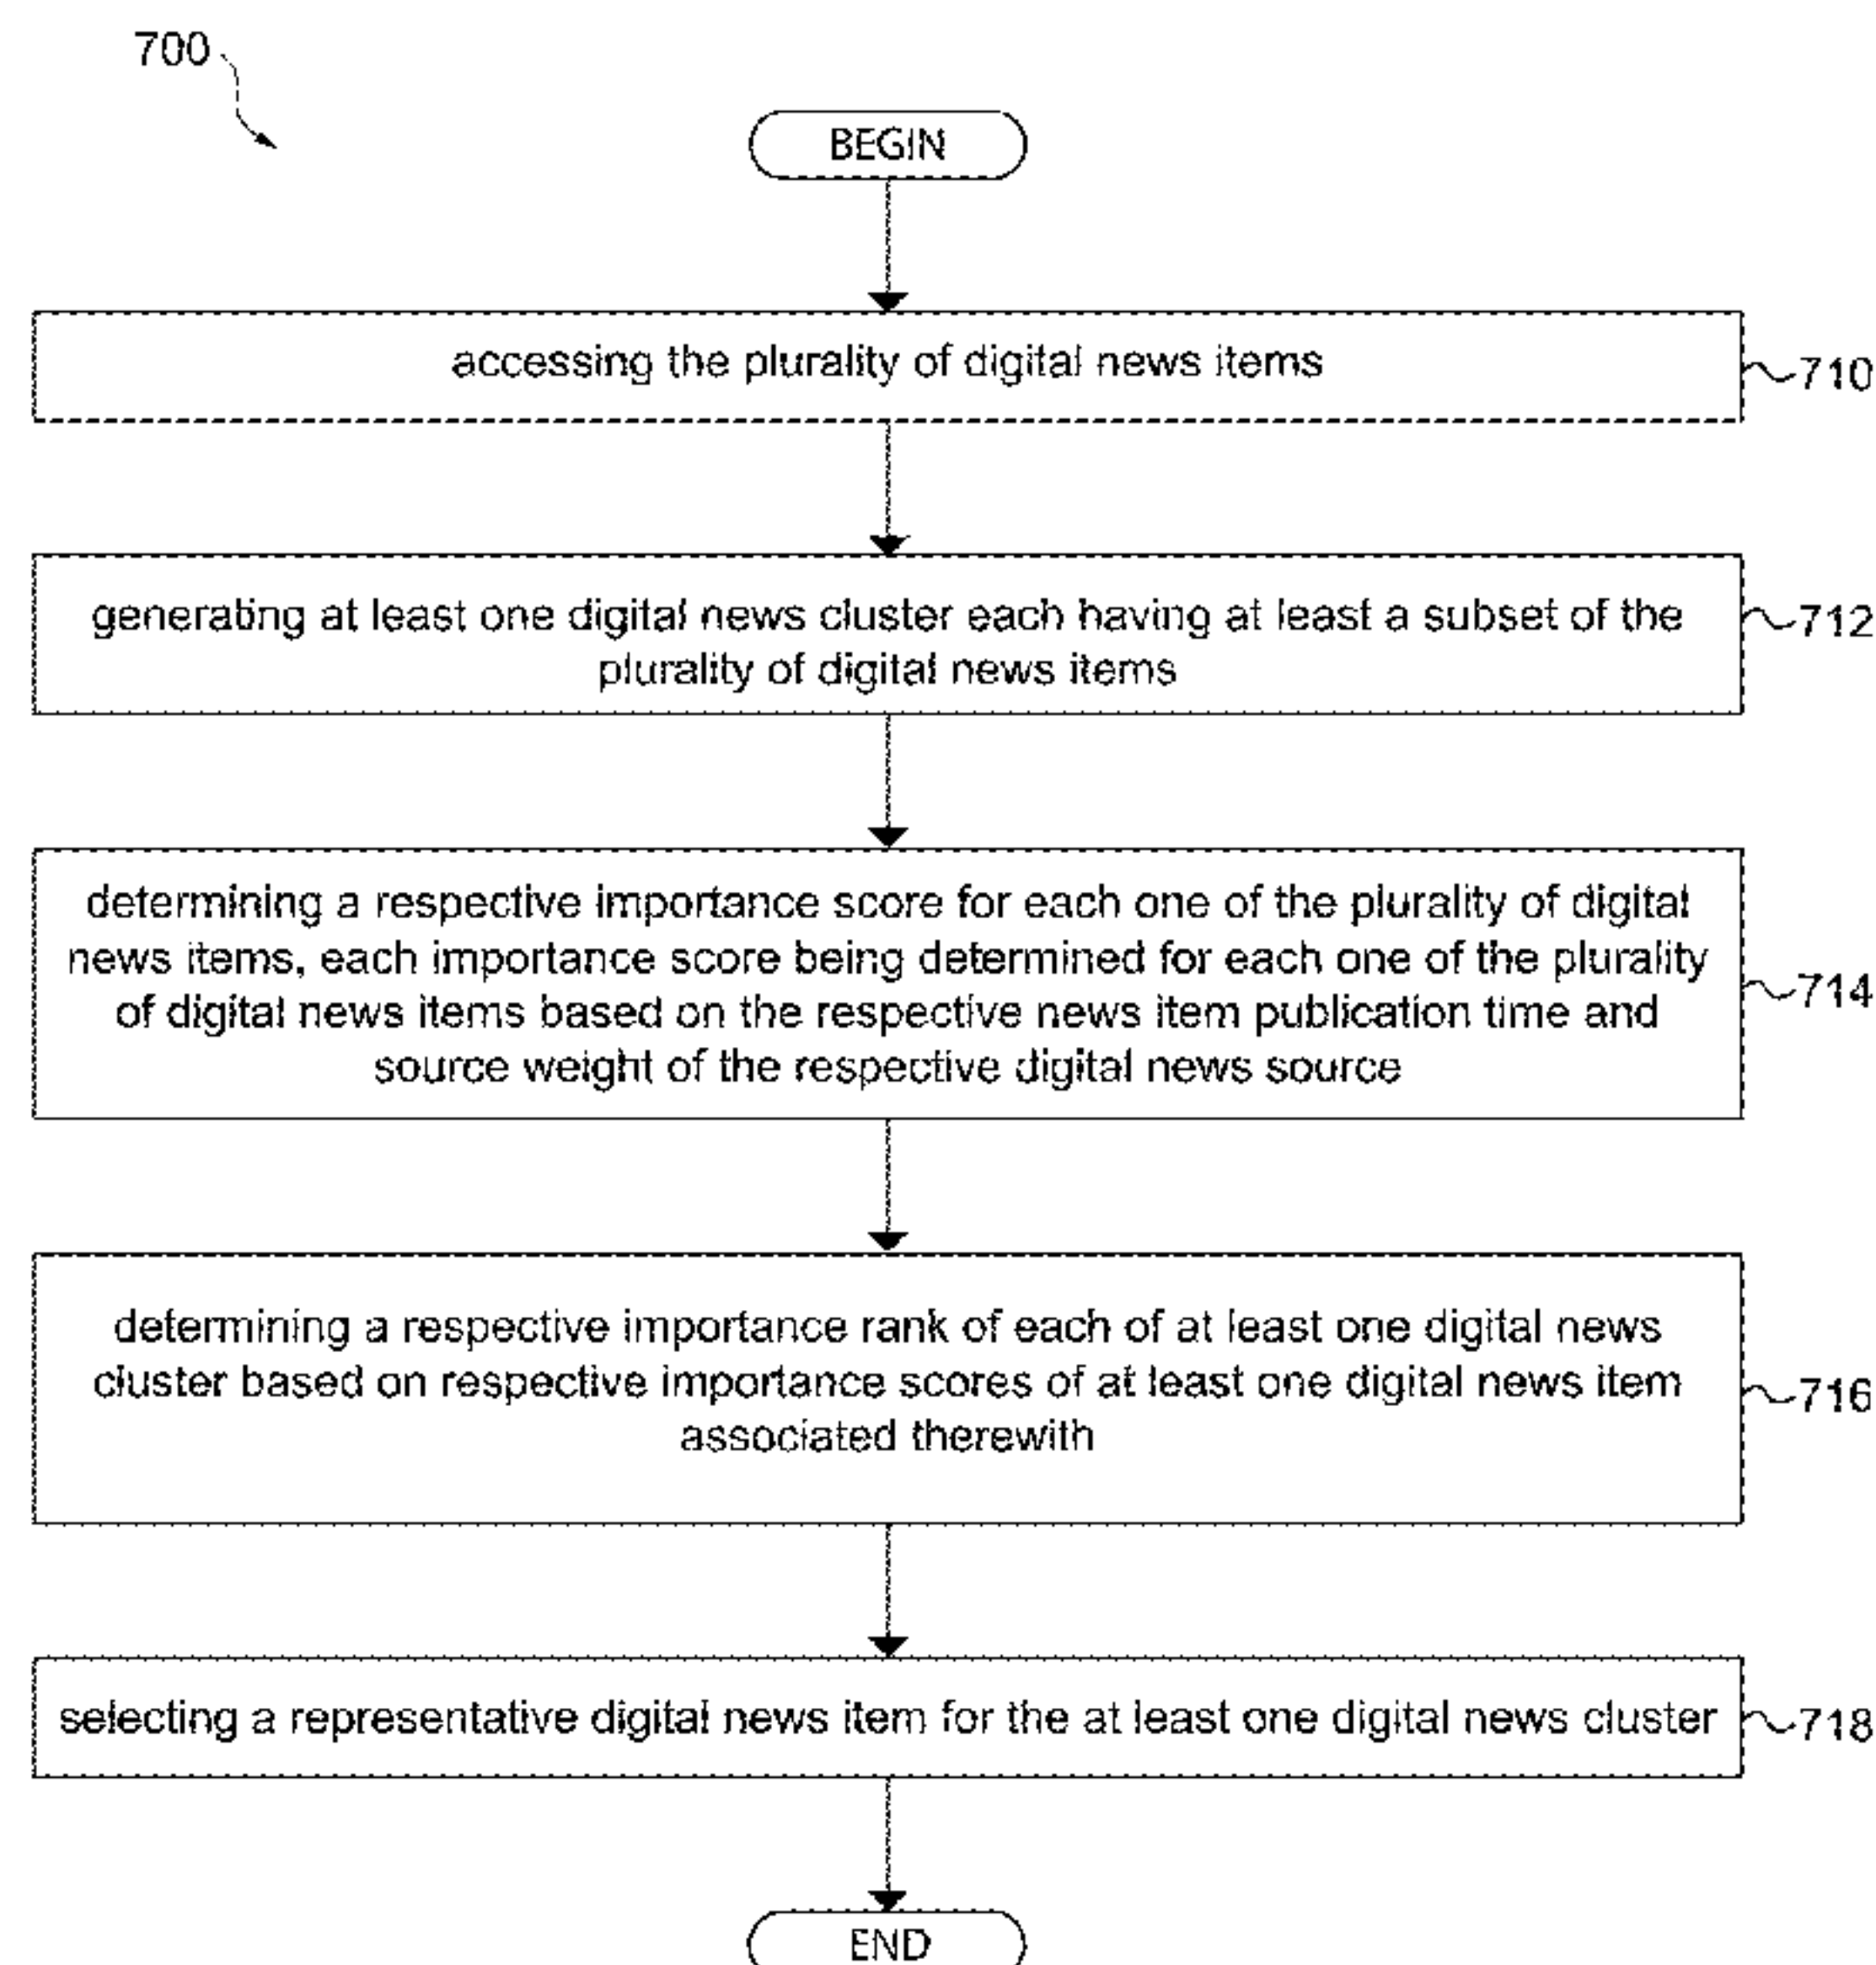 700
BEGIN
accessing the plurality of digital news items
710
generating at least one digital news cluster each having at least a subset of the
plurality of digital news items
712
determining a respective importance score for each one of the plurality of digital
news items, each importance score being determined for each one of the plurality
of digital news items based on the respective news item publication time and
source weight of the respective digital news source
714
determining a respective importance rank of each of at least one digital news
cluster based on respective importance scores of at least one digital news item
associated therewith
716
selecting a representative digital news item for the at least one digital news cluster
718
END